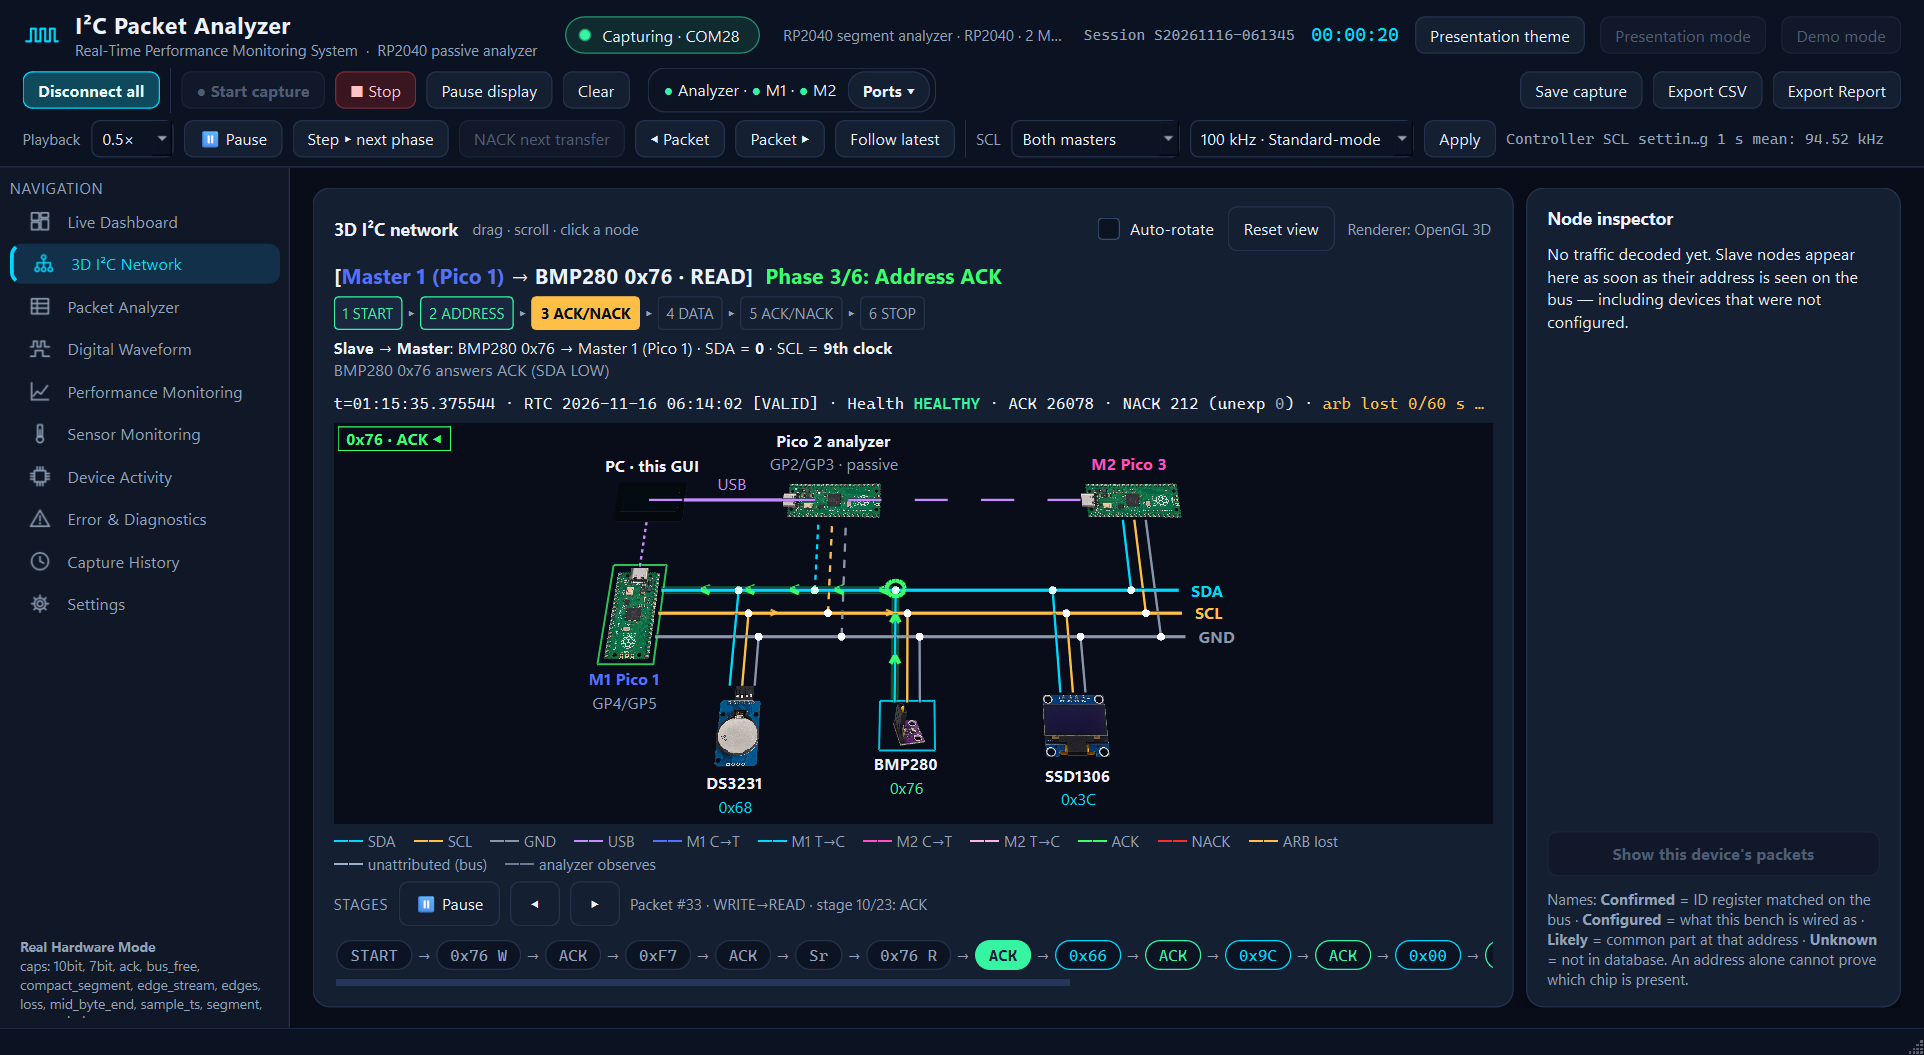 I²C Packet Analyzer
Real-Time Performance Monitoring System · RP2040 passive analyzer
Capturing · COM28
RP2040 segment analyzer · RP2040 · 2 M…
Session S20261116-061345
00:00:20
Presentation theme
Presentation mode
Demo mode
Disconnect all
● Start capture
■ Stop
Pause display
Clear
● Analyzer · ● M1 · ● M2
Ports ▾
Save capture
Export CSV
Export Report
Playback
0.5×
⏸ Pause
Step ▸ next phase
NACK next transfer
◂ Packet
Packet ▸
Follow latest
SCL
Both masters
100 kHz · Standard-mode
Apply
Controller SCL settin…g 1 s mean: 94.52 kHz
NAVIGATION
Live Dashboard
3D I²C Network
Packet Analyzer
Digital Waveform
Performance Monitoring
Sensor Monitoring
Device Activity
Error & Diagnostics
Capture History
Settings
Real Hardware Mode
caps: 10bit, 7bit, ack, bus_free,
compact_segment, edge_stream, edges,
loss, mid_byte_end, sample_ts, segment,
3D I²C network
drag · scroll · click a node
Auto-rotate
Reset view
Renderer: OpenGL 3D
[Master 1 (Pico 1) → BMP280 0x76 · READ] Phase 3/6: Address ACK
1 START ▸ 2 ADDRESS ▸ 3 ACK/NACK ▸ 4 DATA ▸ 5 ACK/NACK ▸ 6 STOP
Slave → Master: BMP280 0x76 → Master 1 (Pico 1) · SDA = 0 · SCL = 9th clock
BMP280 0x76 answers ACK (SDA LOW)
t=01:15:35.375544 · RTC 2026-11-16 06:14:02 [VALID] · Health HEALTHY · ACK 26078 · NACK 212 (unexp 0) · arb lost 0/60 s …
0x76 · ACK ◂
Pico 2 analyzer
GP2/GP3 · passive
PC · this GUI
USB
M2 Pico 3
SDA
SCL
GND
M1 Pico 1
GP4/GP5
DS3231
0x68
BMP280
0x76
SSD1306
0x3C
SDA
SCL
GND
USB
M1 C→T
M1 T→C
M2 C→T
M2 T→C
ACK
NACK
ARB lost
unattributed (bus)
analyzer observes
STAGES
⏸ Pause
◂
▸
Packet #33 · WRITE→READ · stage 10/23: ACK
START → 0x76 W → ACK → 0xF7 → ACK → Sr → 0x76 R → ACK → 0x66 → ACK → 0x9C → ACK → 0x00 →
Node inspector
No traffic decoded yet. Slave nodes appear
here as soon as their address is seen on the
bus — including devices that were not
configured.
Show this device's packets
Names: Confirmed = ID register matched on the
bus · Configured = what this bench is wired as ·
Likely = common part at that address · Unknown
= not in database. An address alone cannot prove
which chip is present.